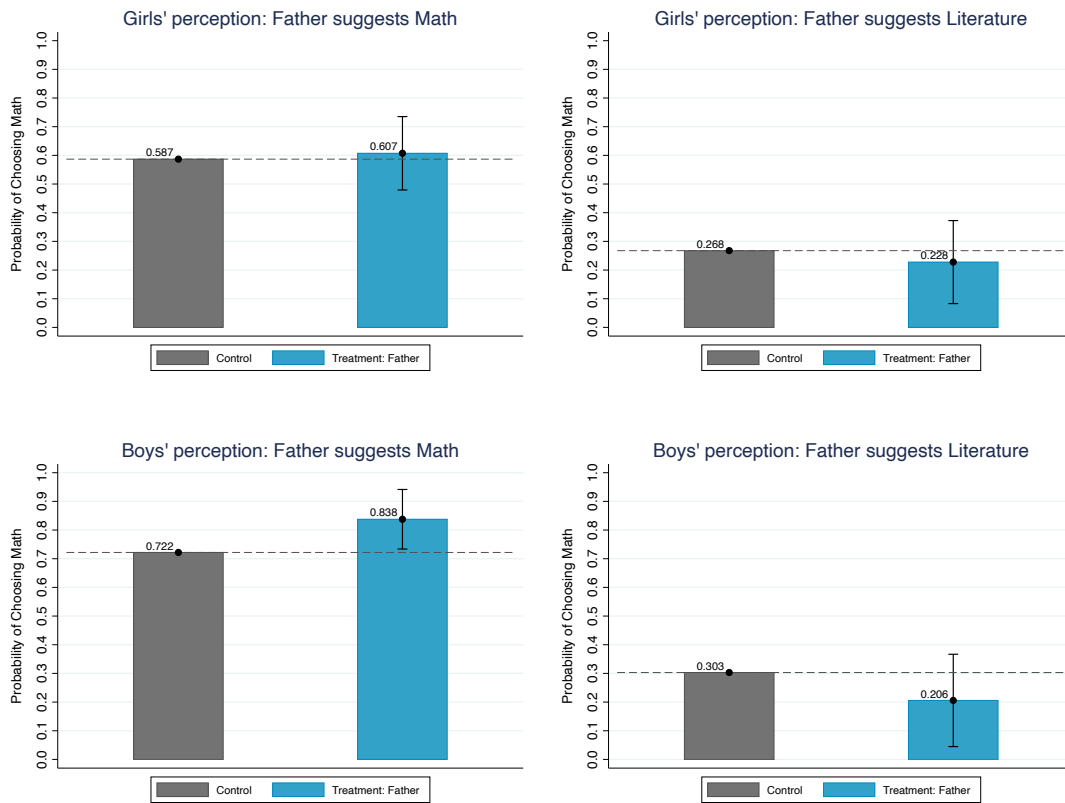 Girls' perception: Father suggests Math
Probability of Choosing Math
0.0 0.1 0.2 0.3 0.4 0.5 0.6 0.7 0.8 0.9 1.0
0.587
0.607
Control Treatment: Father
Girls' perception: Father suggests Literature
Probability of Choosing Math
0.0 0.1 0.2 0.3 0.4 0.5 0.6 0.7 0.8 0.9 1.0
0.268
0.228
Control Treatment: Father
Boys' perception: Father suggests Math
Probability of Choosing Math
0.0 0.1 0.2 0.3 0.4 0.5 0.6 0.7 0.8 0.9 1.0
0.722
0.838
Control Treatment: Father
Boys' perception: Father suggests Literature
Probability of Choosing Math
0.0 0.1 0.2 0.3 0.4 0.5 0.6 0.7 0.8 0.9 1.0
0.303
0.206
Control Treatment: Father